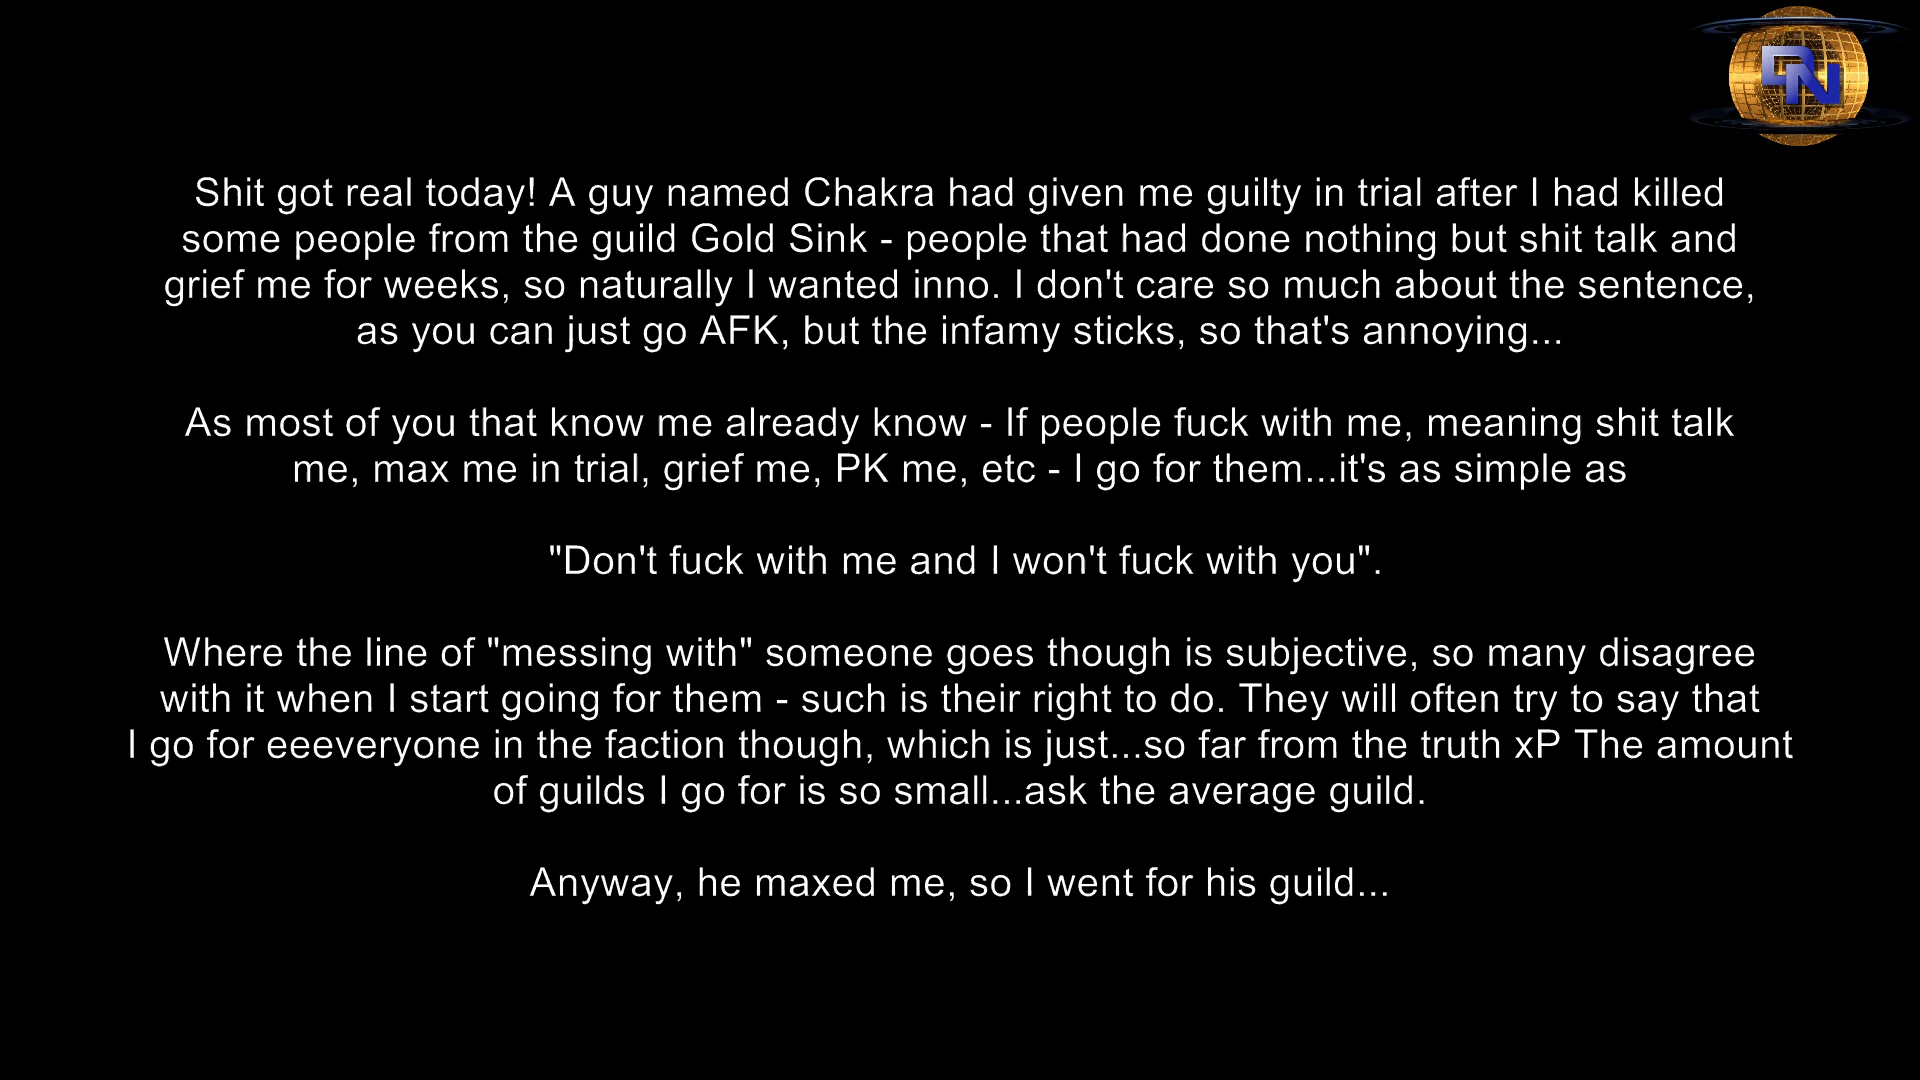 DN
Shit got real today! A guy named Chakra had given me guilty in trial after I had killed
some people from the guild Gold Sink - people that had done nothing but shit talk and
grief me for weeks, so naturally I wanted inno. I don't care so much about the sentence,
as you can just go AFK, but the infamy sticks, so that's annoying...
As most of you that know me already know - If people fuck with me, meaning shit talk
me, max me in trial, grief me, PK me, etc - I go for them...it's as simple as
"Don't fuck with me and I won't fuck with you".
Where the line of "messing with" someone goes though is subjective, so many disagree
with it when I start going for them - such is their right to do. They will often try to say that
I go for eeeveryone in the faction though, which is just...so far from the truth xP The amount
of guilds I go for is so small...ask the average guild.
Anyway, he maxed me, so I went for his guild...